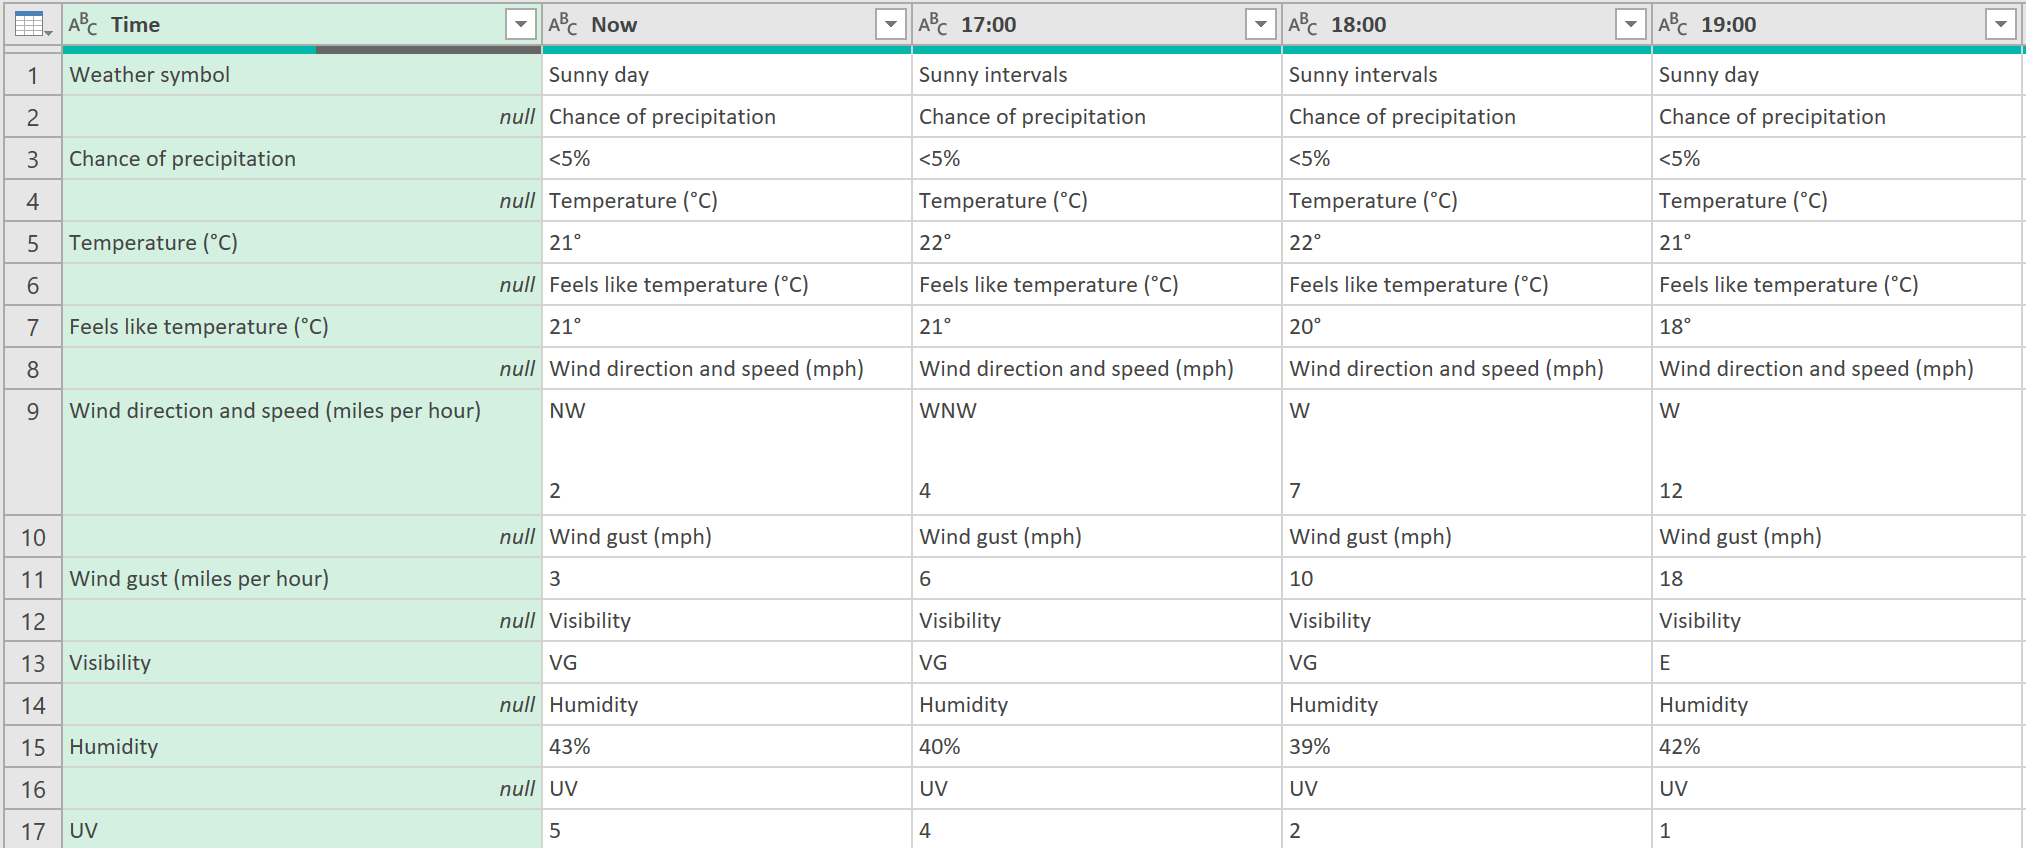 ABC Time ABC Now ABC 17:00 ABC 18:00 ABC 19:00
1 Weather symbol Sunny day Sunny intervals Sunny intervals Sunny day
2 null Chance of precipitation Chance of precipitation Chance of precipitation Chance of precipitation
3 Chance of precipitation <5% <5% <5% <5%
4 null Temperature (°C) Temperature (°C) Temperature (°C) Temperature (°C)
5 Temperature (°C) 21° 22° 22° 21°
6 null Feels like temperature (°C) Feels like temperature (°C) Feels like temperature (°C) Feels like temperature (°C)
7 Feels like temperature (°C) 21° 21° 20° 18°
8 null Wind direction and speed (mph) Wind direction and speed (mph) Wind direction and speed (mph) Wind direction and speed (mph)
9 Wind direction and speed (miles per hour) NW WNW W W
2 4 7 12
10 null Wind gust (mph) Wind gust (mph) Wind gust (mph) Wind gust (mph)
11 Wind gust (miles per hour) 3 6 10 18
12 null Visibility Visibility Visibility Visibility
13 Visibility VG VG VG E
14 null Humidity Humidity Humidity Humidity
15 Humidity 43% 40% 39% 42%
16 null UV UV UV UV
17 UV 5 4 2 1